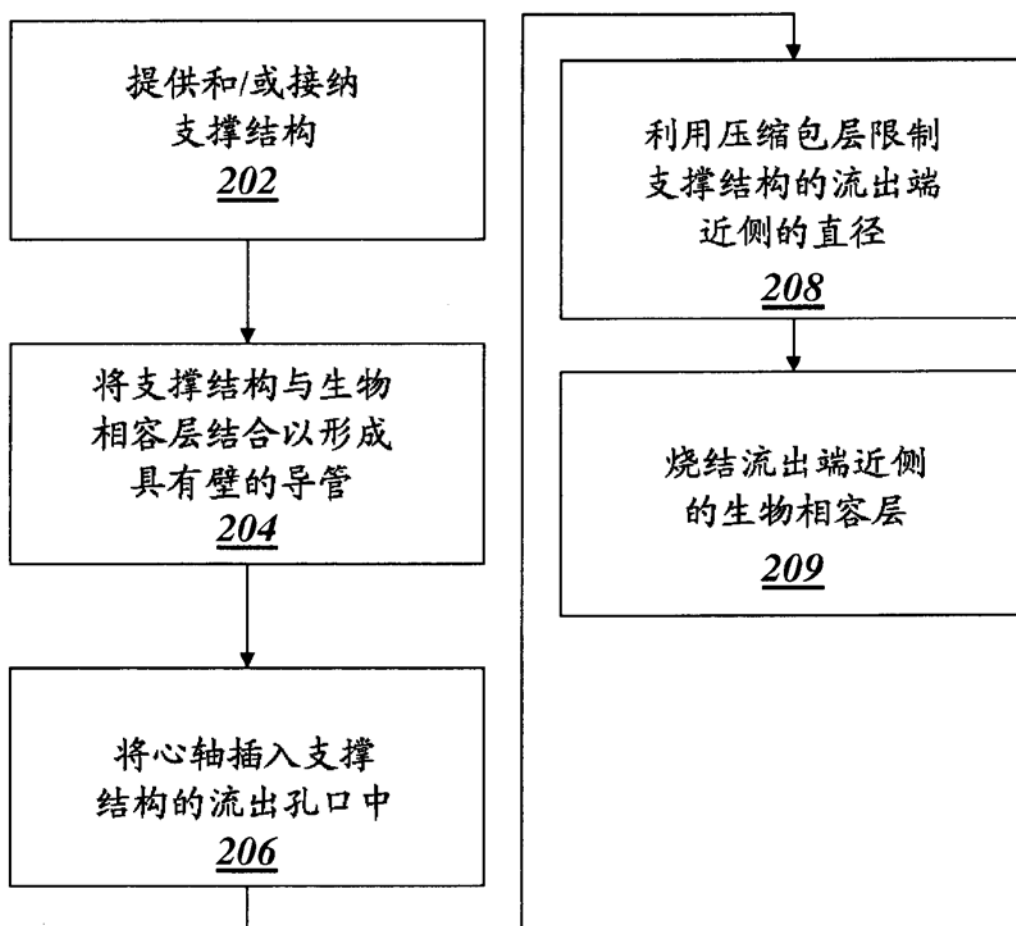 提供和/或接纳
支撑结构
202
将支撑结构与生物
相容层结合以形成
具有壁的导管
204
将心轴插入支撑
结构的流出孔口中
206
利用压缩包层限制
支撑结构的流出端
近侧的直径
208
烧结流出端近侧
的生物相容层
209